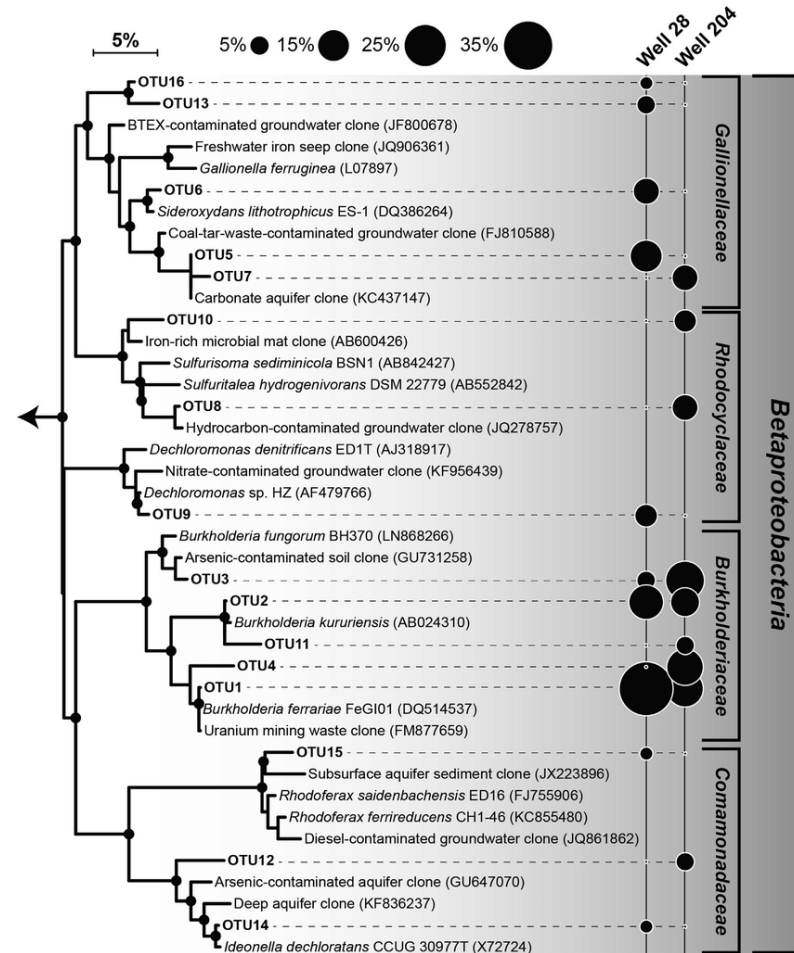 5%
5% 15% 25% 35%
Well 28
Well 204
OTU16
OTU13
BTEX-contaminated groundwater clone (JF800678)
Freshwater iron seep clone (JQ906361)
Gallionella ferruginea (L07897)
OTU6
Sideroxydans lithotrophicus ES-1 (DQ386264)
Coal-tar-waste-contaminated groundwater clone (FJ810588)
OTU5
OTU7
Carbonate aquifer clone (KC437147)
Gallionellaceae
OTU10
Iron-rich microbial mat clone (AB600426)
Sulfurisoma sediminicola BSN1 (AB842427)
Sulfuritalea hydrogenivorans DSM 22779 (AB552842)
OTU8
Hydrocarbon-contaminated groundwater clone (JQ278757)
Dechloromonas denitrificans ED1T (AJ318917)
Nitrate-contaminated groundwater clone (KF956439)
Dechloromonas sp. HZ (AF479766)
OTU9
Rhodocyclaceae
Burkholderia fungorum BH370 (LN868266)
Arsenic-contaminated soil clone (GU731258)
OTU3
OTU2
Burkholderia kururiensis (AB024310)
OTU11
OTU4
OTU1
Burkholderia ferrariae FeGI01 (DQ514537)
Uranium mining waste clone (FM877659)
Burkholderiaceae
OTU15
Subsurface aquifer sediment clone (JX223896)
Rhodoferax saidenbachensis ED16 (FJ755906)
Rhodoferax ferrireducens CH1-46 (KC855480)
Diesel-contaminated groundwater clone (JQ861862)
OTU12
Arsenic-contaminated aquifer clone (GU647070)
Deep aquifer clone (KF836237)
OTU14
Ideonella dechloratans CCUG 30977T (X72724)
Comamonadaceae
Betaproteobacteria